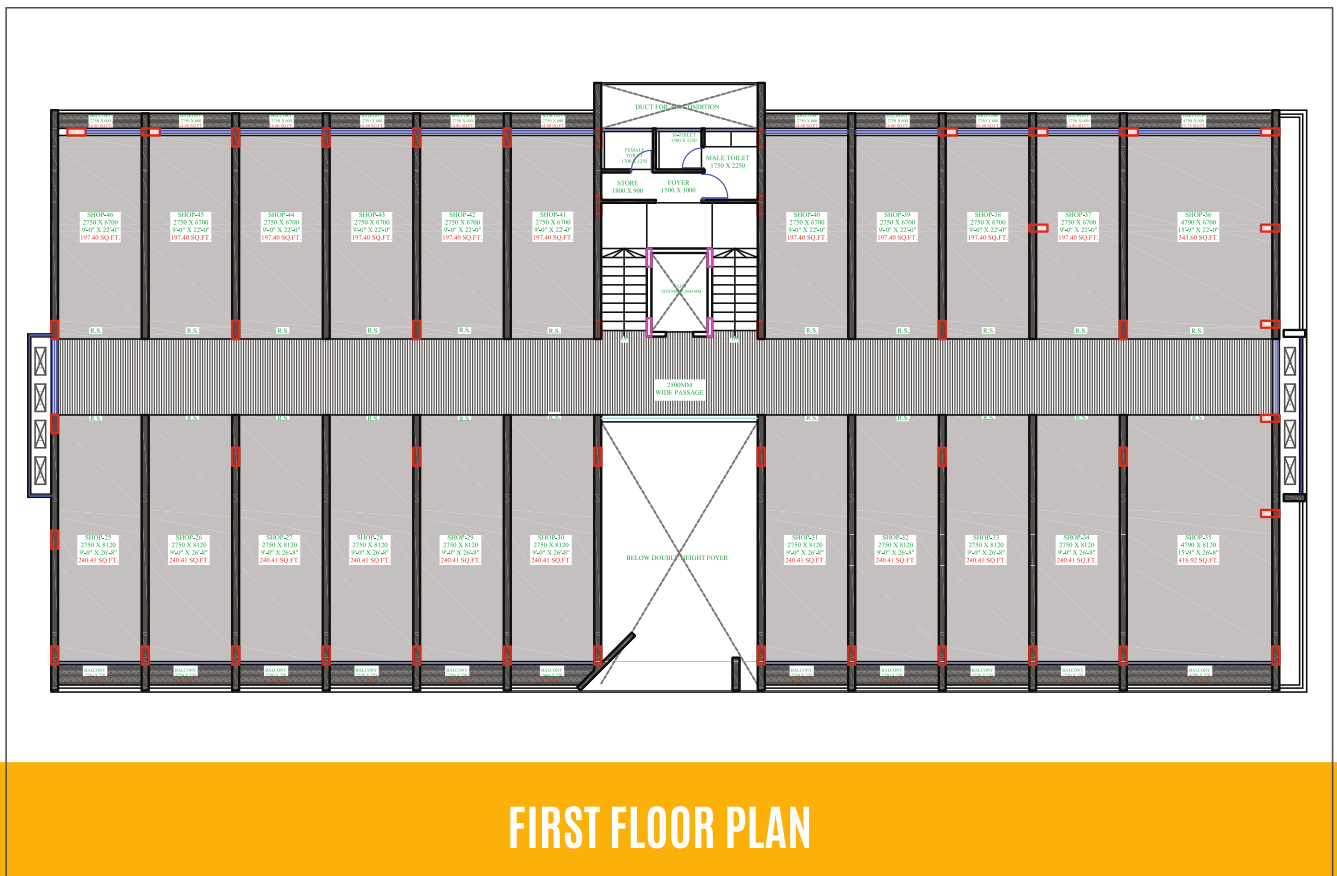 DUCT FOR AIR CONDITION
FEMALE
TOILET
1700 X 1250
M.TOILET
MALE TOILET
1750 X 2250
STORE
1800 X 900
FOYER
1500 X 1000
SHOP-46
2750 X 6700
9'-0" X 22'-0"
197.40 SQ.FT.
SHOP-45
2750 X 6700
9'-0" X 22'-0"
197.40 SQ.FT.
SHOP-44
2750 X 6700
9'-0" X 22'-0"
197.40 SQ.FT.
SHOP-43
2750 X 6700
9'-0" X 22'-0"
197.40 SQ.FT.
SHOP-42
2750 X 6700
9'-0" X 22'-0"
197.40 SQ.FT.
SHOP-41
2750 X 6700
9'-0" X 22'-0"
197.40 SQ.FT.
SHOP-40
2750 X 6700
9'-0" X 22'-0"
197.40 SQ.FT.
SHOP-39
2750 X 6700
9'-0" X 22'-0"
197.40 SQ.FT.
SHOP-38
2750 X 6700
9'-0" X 22'-0"
197.40 SQ.FT.
SHOP-37
2750 X 6700
9'-0" X 22'-0"
197.40 SQ.FT.
SHOP-36
4790 X 6700
15'-9" X 22'-0"
343.60 SQ.FT.
R.S.
R.S.
R.S.
R.S.
R.S.
R.S.
R.S.
R.S.
R.S.
R.S.
R.S.
2500MM
WIDE PASSAGE
R.S.
R.S.
R.S.
R.S.
R.S.
R.S.
R.S.
R.S.
R.S.
R.S.
R.S.
SHOP-25
2750 X 8120
9'-0" X 26'-8"
240.41 SQ.FT.
SHOP-26
2750 X 8120
9'-0" X 26'-8"
240.41 SQ.FT.
SHOP-27
2750 X 8120
9'-0" X 26'-8"
240.41 SQ.FT.
SHOP-28
2750 X 8120
9'-0" X 26'-8"
240.41 SQ.FT.
SHOP-29
2750 X 8120
9'-0" X 26'-8"
240.41 SQ.FT.
SHOP-30
2750 X 8120
9'-0" X 26'-8"
240.41 SQ.FT.
BELOW DOUBLE HEIGHT FOYER
SHOP-31
2750 X 8120
9'-0" X 26'-8"
240.41 SQ.FT.
SHOP-32
2750 X 8120
9'-0" X 26'-8"
240.41 SQ.FT.
SHOP-33
2750 X 8120
9'-0" X 26'-8"
240.41 SQ.FT.
SHOP-34
2750 X 8120
9'-0" X 26'-8"
240.41 SQ.FT.
SHOP-35
4790 X 8120
15'-9" X 26'-8"
416.92 SQ.FT.
BALCONY
BALCONY
BALCONY
BALCONY
BALCONY
BALCONY
BALCONY
BALCONY
BALCONY
BALCONY
BALCONY
FIRST FLOOR PLAN